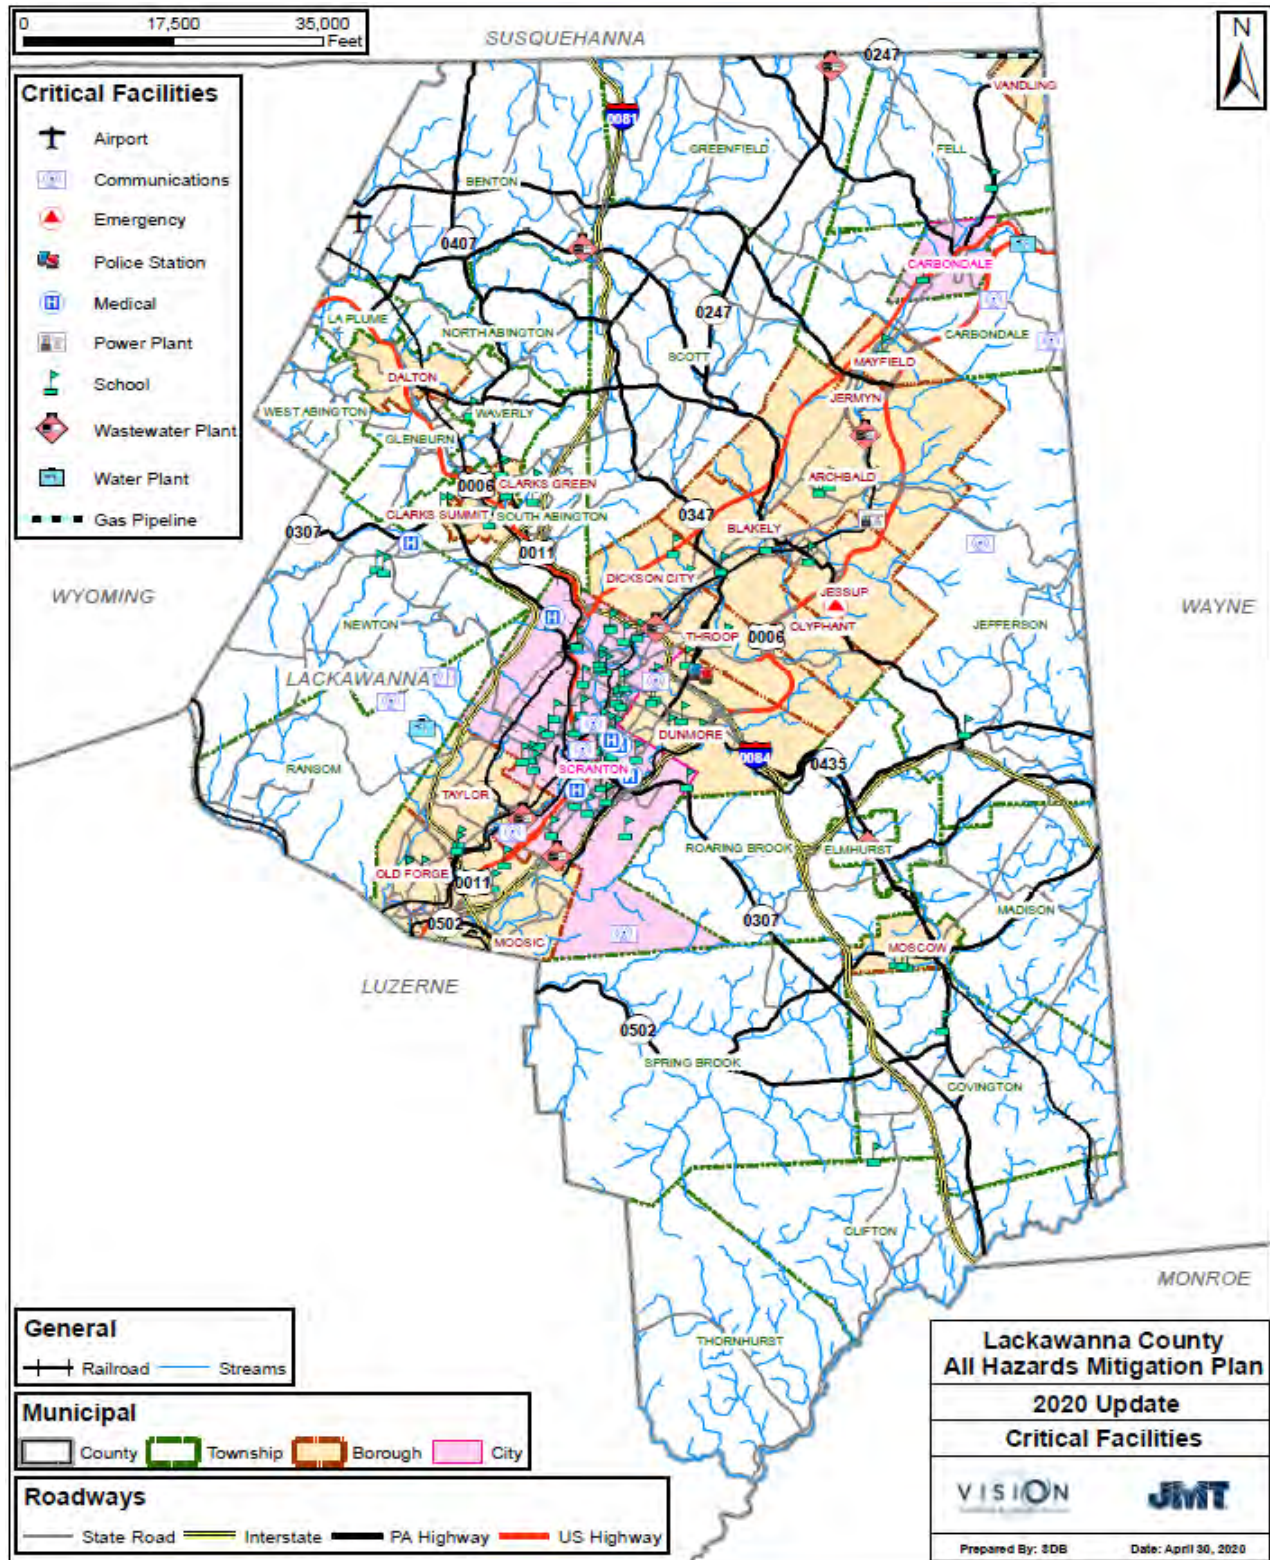 0 17,500 35,000
Feet
SUSQUEHANNA
N
0247
VANDLING
Critical Facilities
Airport
Communications
Emergency
Police Station
Medical
Power Plant
School
Wastewater Plant
Water Plant
Gas Pipeline
0081
GREENFIELD
FELL
BENTON
0407
CARBONDALE
0247
LA PLUME
NORTH ABINGTON
SCOTT
CARBONDALE
MAYFIELD
DALTON
JERMYN
WEST ABINGTON
WAVERLY
GLENBURN
ARCHBALD
0006
CLARKS GREEN
CLARKS SUMMIT
SOUTH ABINGTON
0347
BLAKELY
0307
0011
DICKSON CITY
JESSUP
WYOMING
WAYNE
NEWTON
THROOP
0006
OLYPHANT
JEFFERSON
LACKAWANNA
DUNMORE
0084
0435
RANSOM
SCRANTON
TAYLOR
ROARING BROOK
ELMHURST
OLD FORGE
0011
0307
MADISON
0502
MOOSIC
MOSCOW
LUZERNE
0502
SPRING BROOK
COVINGTON
CLIFTON
MONROE
THORNHURST
General
Railroad Streams
Municipal
County Township Borough City
Roadways
State Road Interstate PA Highway US Highway
Lackawanna County
All Hazards Mitigation Plan
2020 Update
Critical Facilities
VISION JMT
Prepared By: SDB Date: April 30, 2020